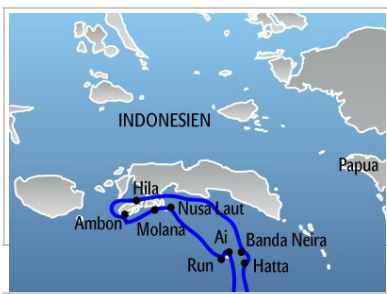 INDONESIEN
Papua
Hila
Nusa Laut
Ambon
Molana
Ai
Banda Neira
Run
Hatta